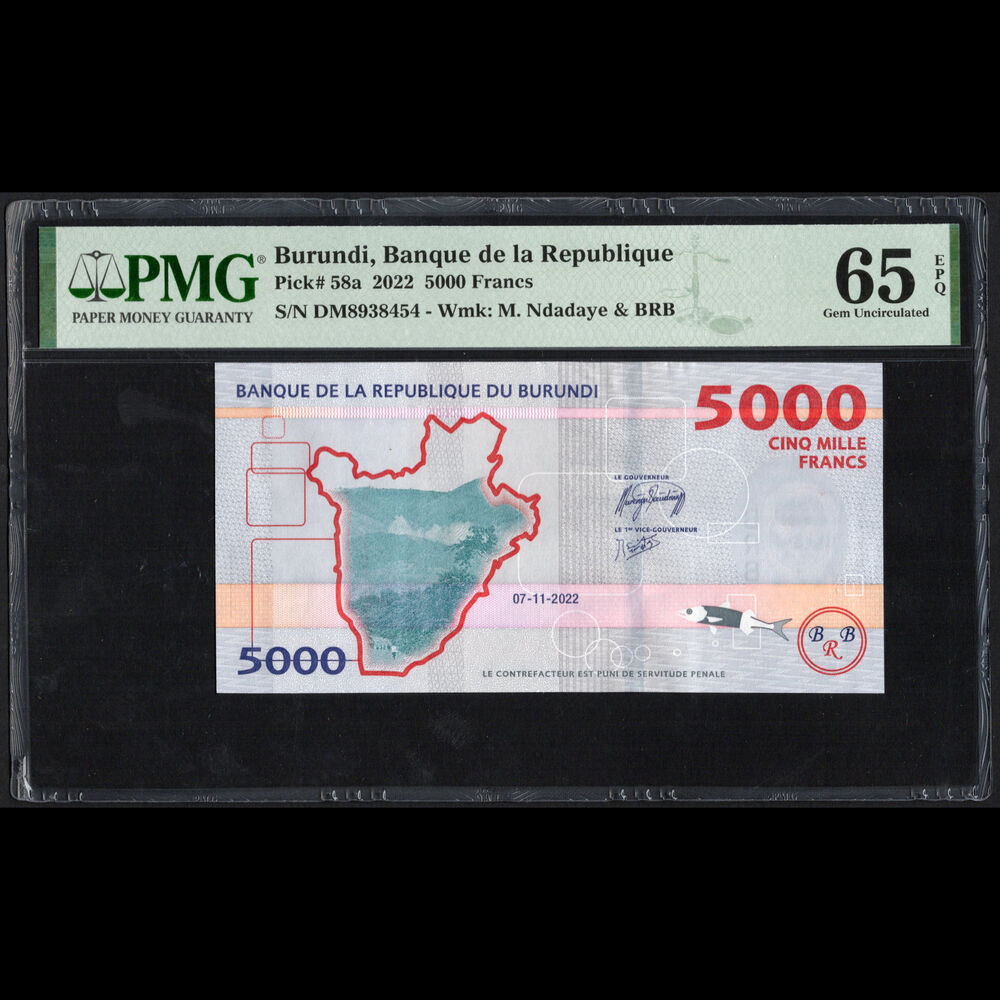 PMG®
PAPER MONEY GUARANTY
Burundi, Banque de la Republique
Pick# 58a 2022 5000 Francs
S/N DM8938454 - Wmk: M. Ndadaye & BRB
65
EPQ
Gem Uncirculated
BANQUE DE LA REPUBLIQUE DU BURUNDI
5000
CINQ MILLE
FRANCS
LE GOUVERNEUR
LE 1er VICE-GOUVERNEUR
07-11-2022
BRB
5000
LE CONTREFACTEUR EST PUNI DE SERVITUDE PENALE